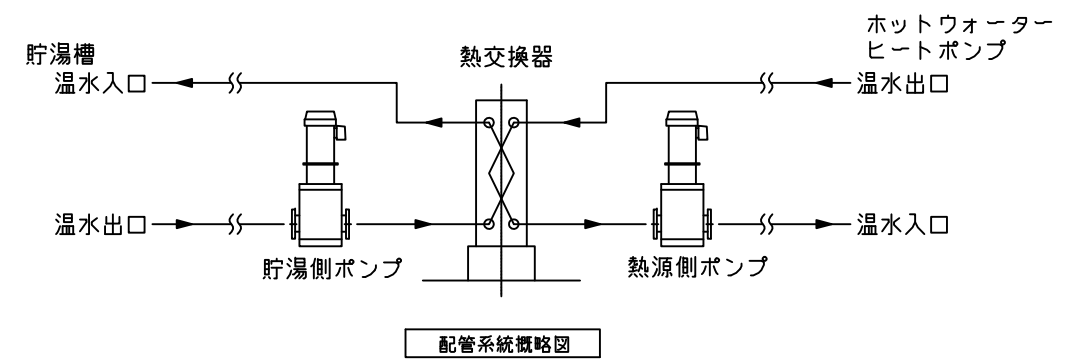 ホットウォーター
ヒートポンプ
貯湯槽
熱交換器
温水入口
温水出口
温水出口
温水入口
貯湯側ポンプ
熱源側ポンプ
配管系統概略図